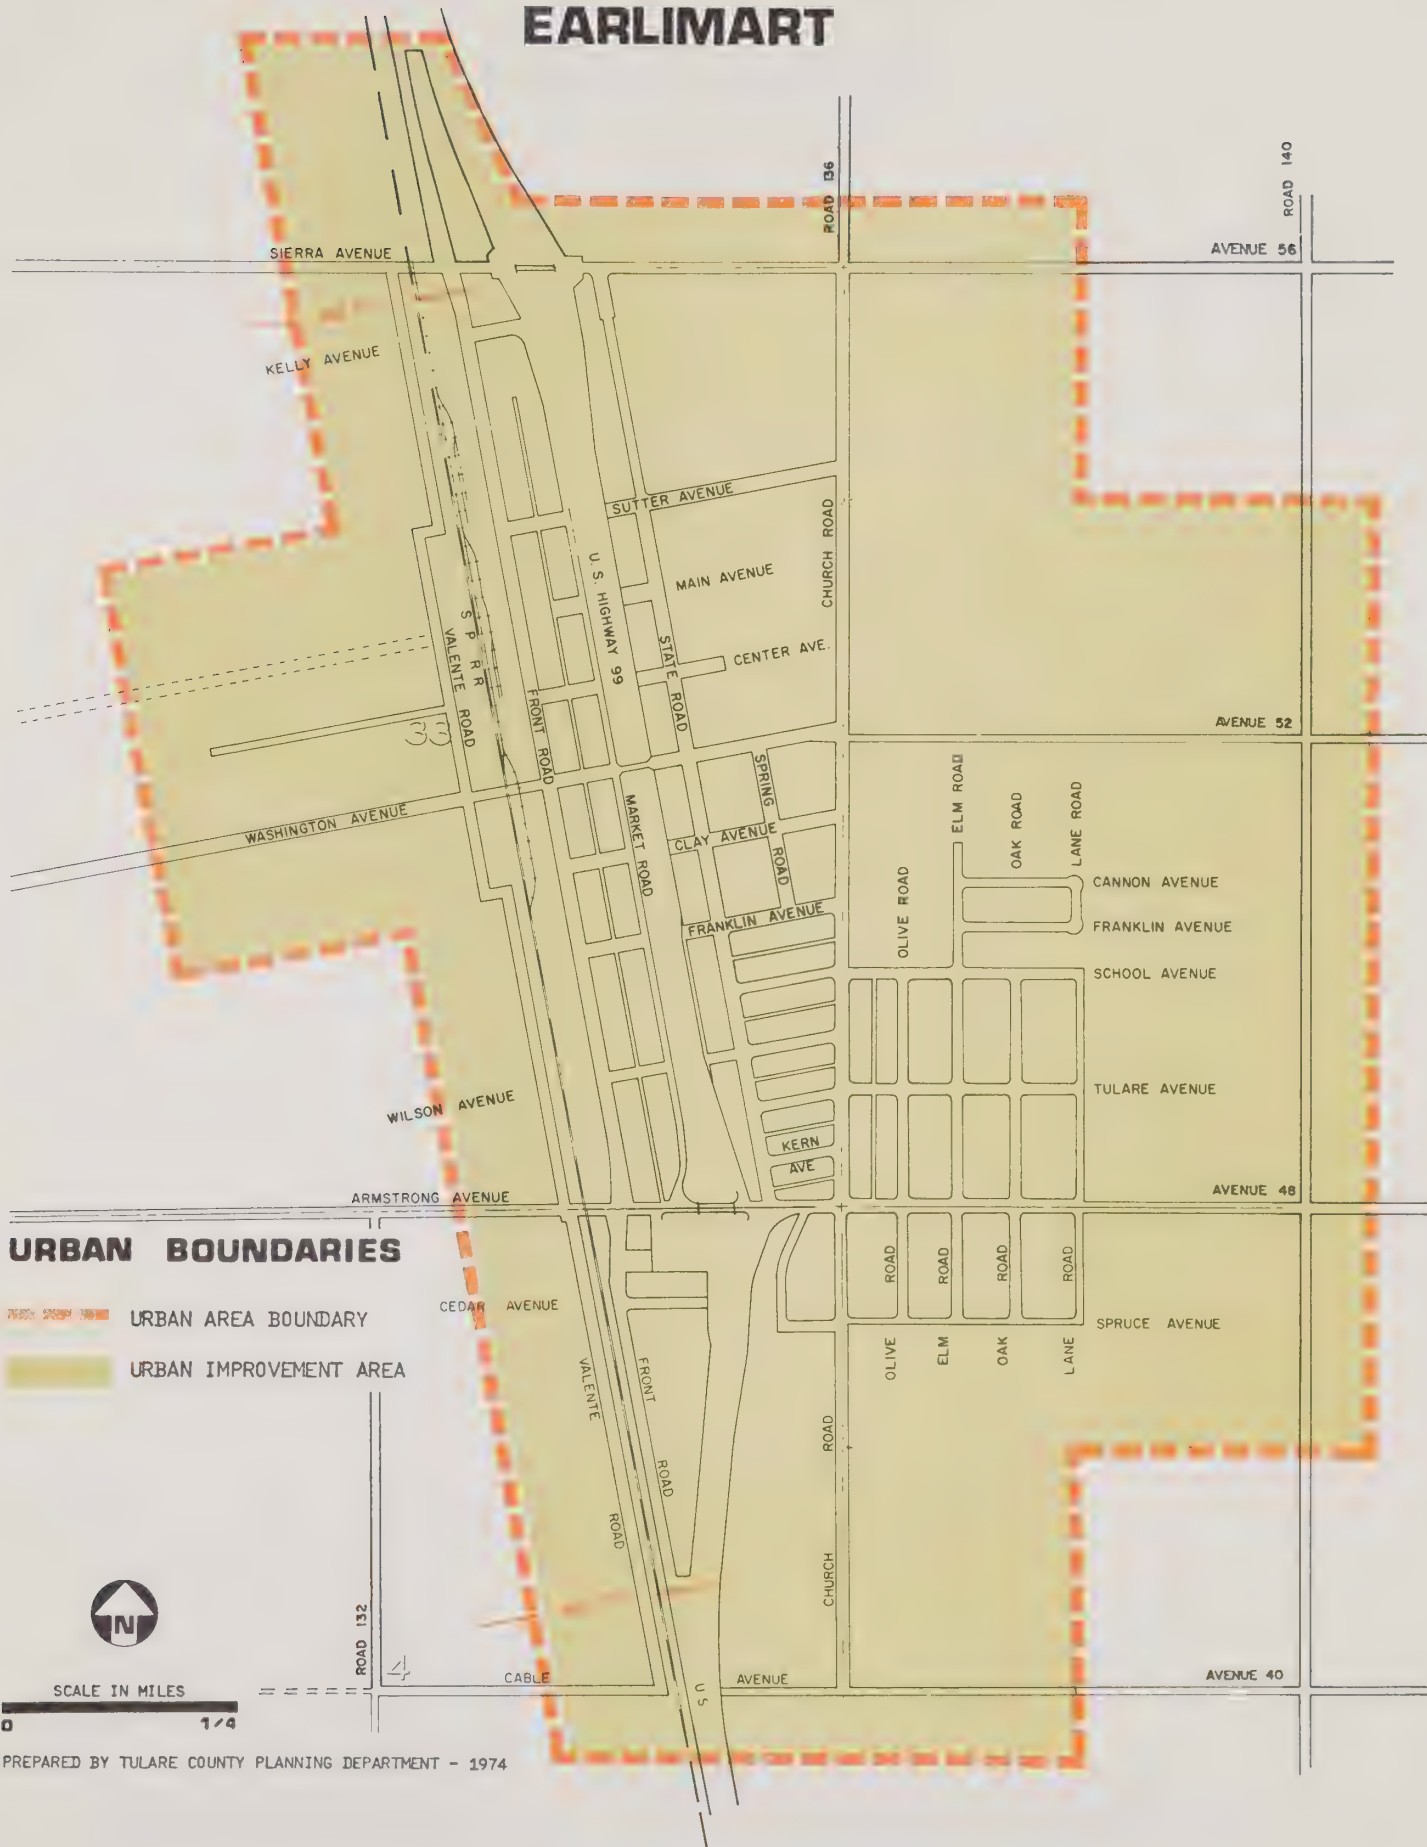 EARLIMART
ROAD 136
ROAD 140
SIERRA AVENUE
AVENUE 56
KELLY AVENUE
SUTTER AVENUE
CHURCH ROAD
U. S. HIGHWAY 99
MAIN AVENUE
S P R R
VALENTE ROAD
STATE ROAD
CENTER AVE.
FRONT ROAD
33
AVENUE 52
WASHINGTON AVENUE
MARKET ROAD
SPRING ROAD
CLAY AVENUE
ELM ROAD
OAK ROAD
LANE ROAD
OLIVE ROAD
CANNON AVENUE
FRANKLIN AVENUE
FRANKLIN AVENUE
SCHOOL AVENUE
WILSON AVENUE
TULARE AVENUE
KERN
AVE
ARMSTRONG AVENUE
AVENUE 48
URBAN BOUNDARIES
URBAN AREA BOUNDARY
URBAN IMPROVEMENT AREA
CEDAR AVENUE
ROAD
ROAD
ROAD
ROAD
SPRUCE AVENUE
OLIVE
ELM
OAK
LANE
VALENTE ROAD
FRONT ROAD
CHURCH ROAD
N
ROAD 132
4
SCALE IN MILES
0 1/4
CABLE AVENUE
AVENUE 40
U S
PREPARED BY TULARE COUNTY PLANNING DEPARTMENT - 1974